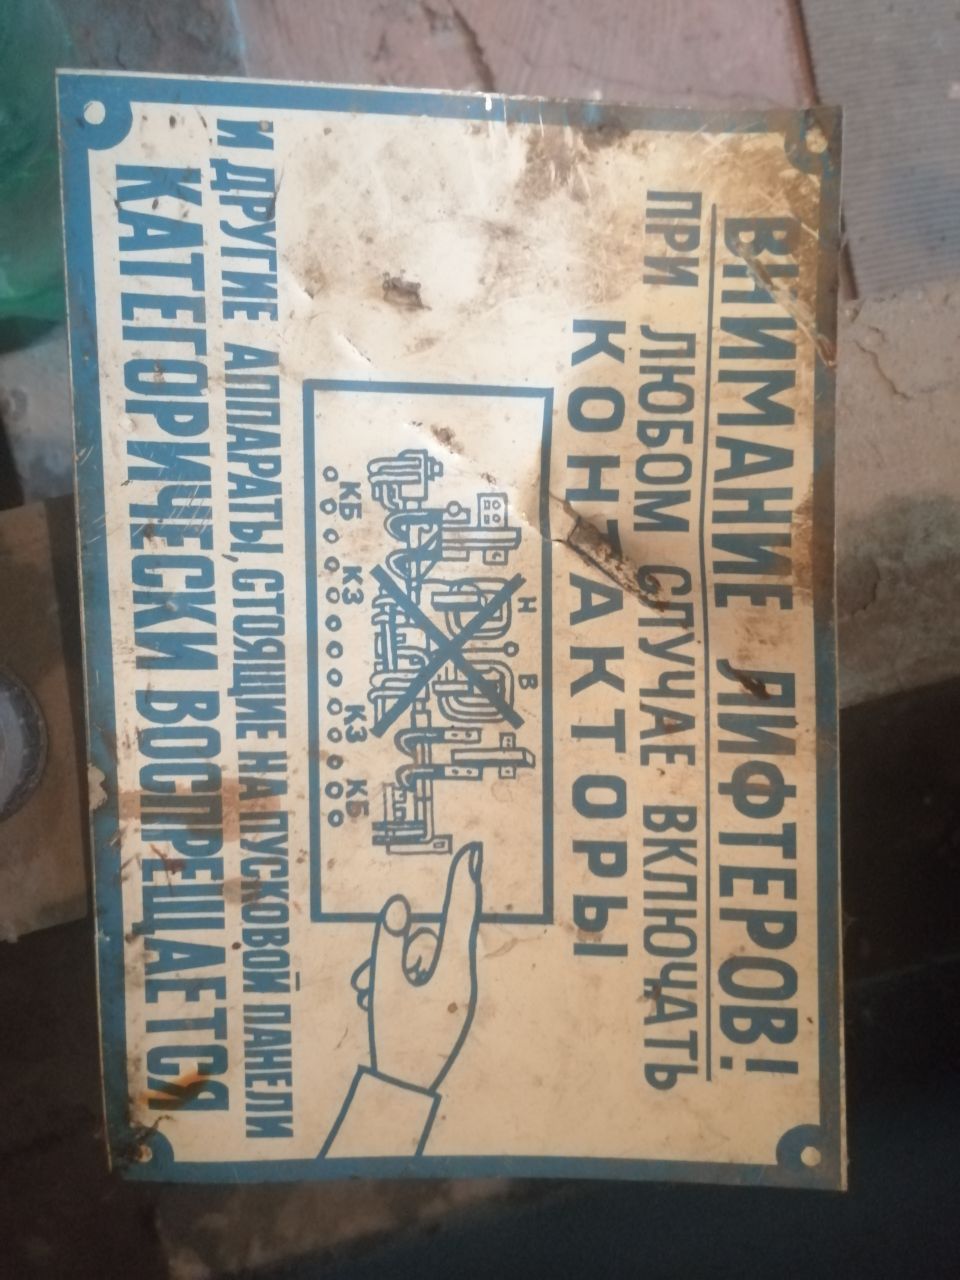 ВНИМАНИЕ ЛИФТЕРОВ!
ПРИ ЛЮБОМ СЛУЧАЕ ВКЛЮЧАТЬ
КОНТАКТОРЫ
Н В
КБ КЗ КЗ КБ
И ДРУГИЕ АППАРАТЫ, СТОЯЩИЕ НА ПУСКОВОЙ ПАНЕЛИ
КАТЕГОРИЧЕСКИ ВОСПРЕЩАЕТСЯ